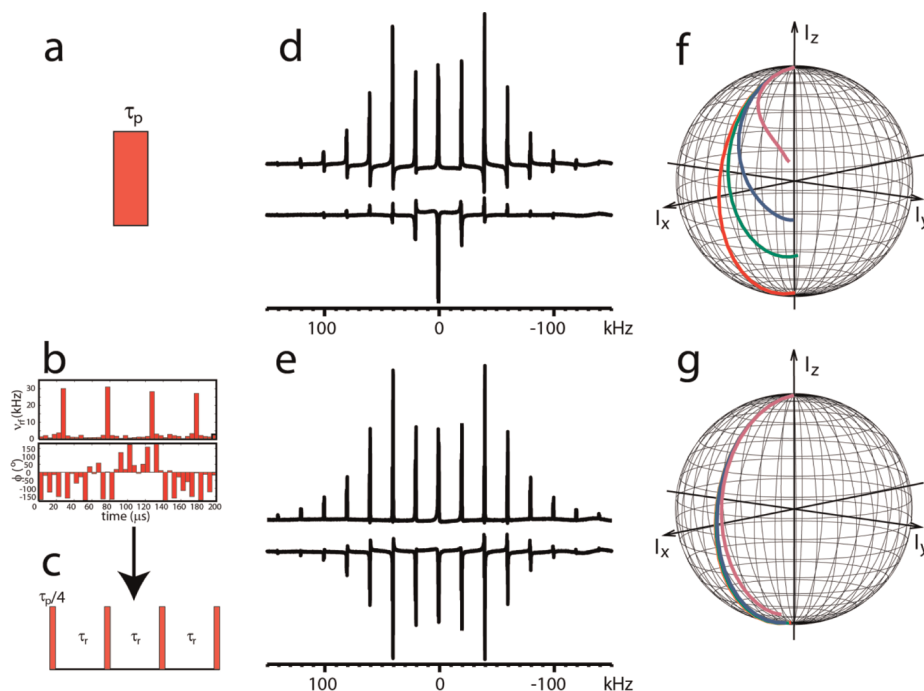 a
τp
b
νrf(kHz)
30
20
10
0
ϕ (°)
150
100
50
0
-50
-100
-150
0 20 40 60 80 100 120 140 160 180 200
time (μs)
c
τp/4
τr τr τr
d
100 0 -100 kHz
e
100 0 -100 kHz
f
Iz
Ix
Iy
g
Iz
Ix
Iy